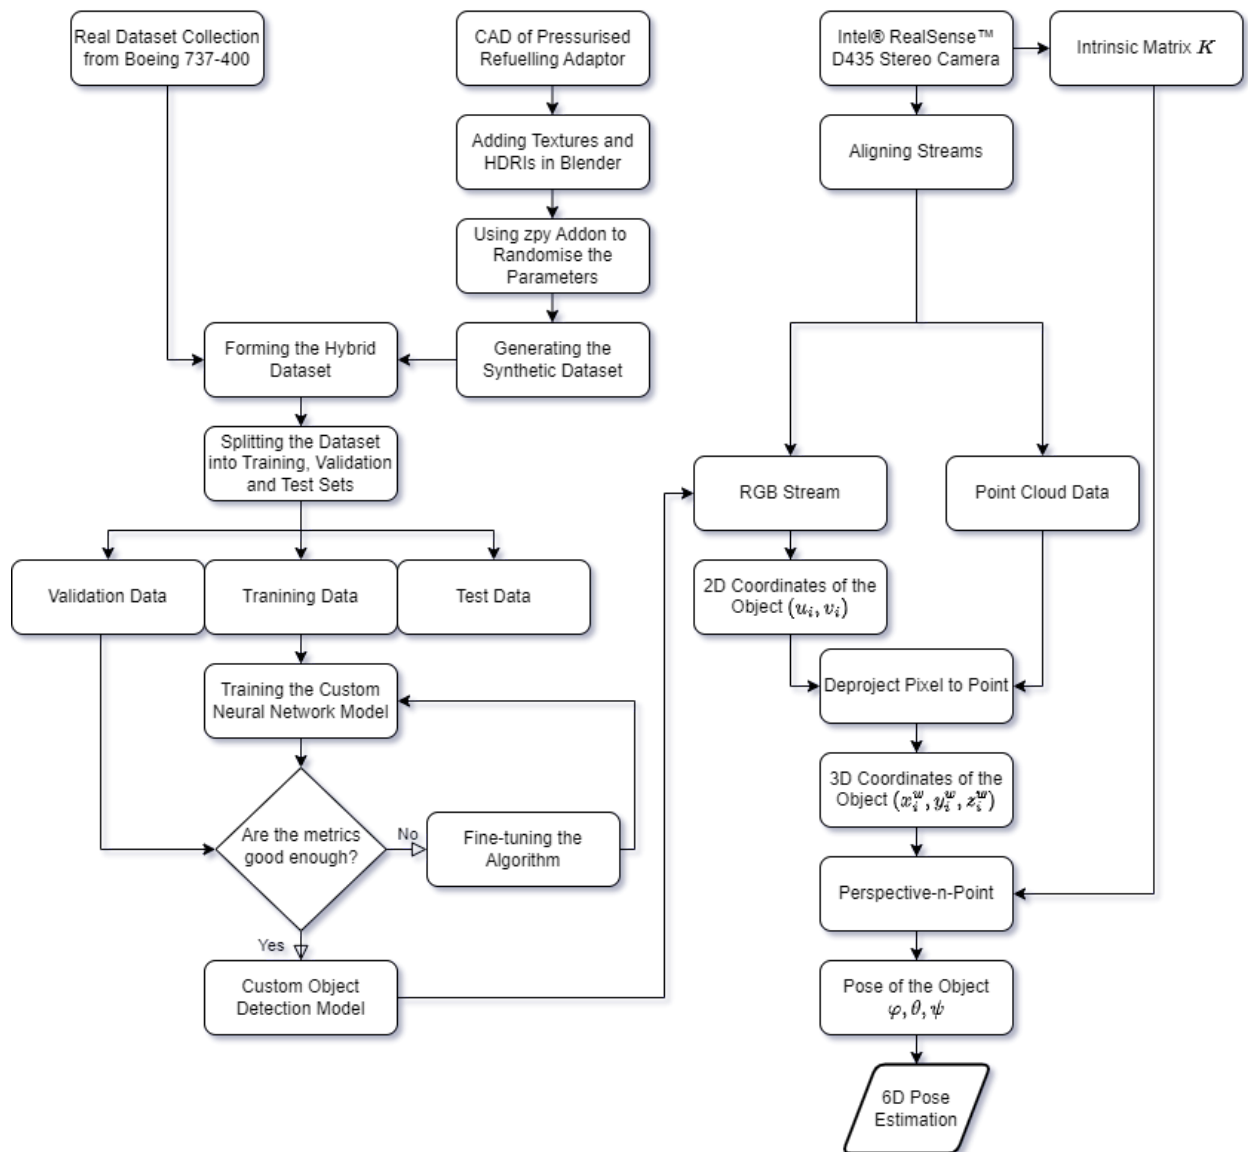 Real Dataset Collection
from Boeing 737-400
CAD of Pressurised
Refuelling Adaptor
Intel® RealSense™
D435 Stereo Camera
Intrinsic Matrix K
Adding Textures and
HDRIs in Blender
Aligning Streams
Using zpy Addon to
Randomise the
Parameters
Forming the Hybrid
Dataset
Generating the
Synthetic Dataset
Splitting the Dataset
into Training, Validation
and Test Sets
RGB Stream
Point Cloud Data
Validation Data
Tranining Data
Test Data
2D Coordinates of the
Object (u_i, v_i)
Training the Custom
Neural Network Model
Deproject Pixel to Point
3D Coordinates of the
Object (x_i^w, y_i^w, z_i^w)
Are the metrics
good enough?
No
Fine-tuning the
Algorithm
Perspective-n-Point
Yes
Custom Object
Detection Model
Pose of the Object
φ, θ, ψ
6D Pose
Estimation